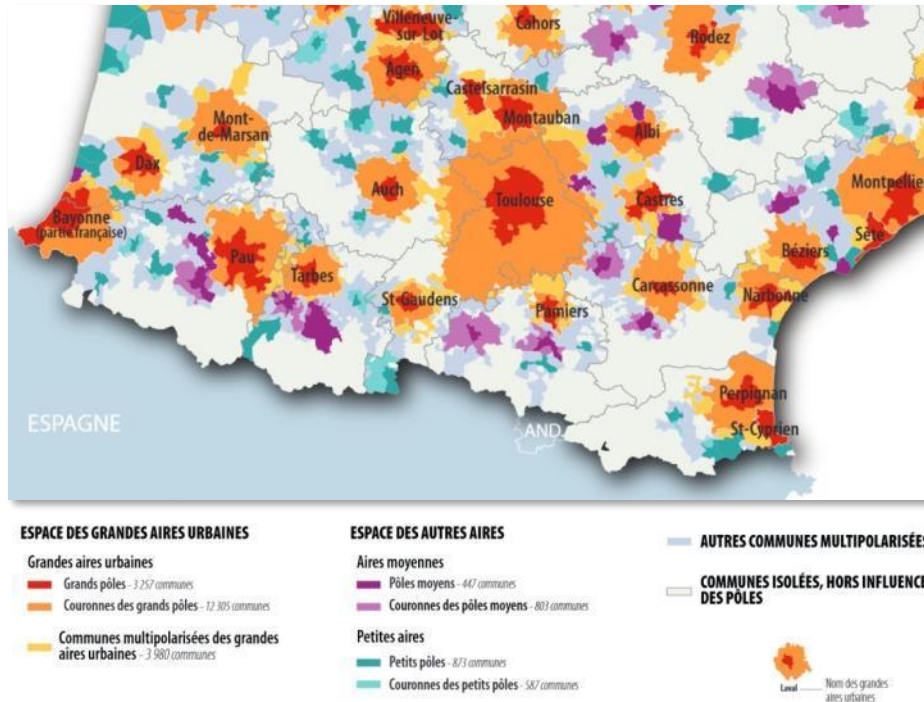 Villeneuve-
sur-Lot
Cahors
Rodez
Agen
Castelsarrasin
Mont-
de-Marsan
Montauban
Albi
Dax
Auch
Toulouse
Castres
Montpellie
Bayonne
(partie française)
Pau
Tarbes
Béziers
Sète
St-Gaudens
Pamiers
Carcassonne
Narbonne
Perpignan
St-Cyprien
ESPAGNE
AND.
ESPACE DES GRANDES AIRES URBAINES
Grandes aires urbaines
Grands pôles - 3 257 communes
Couronnes des grands pôles - 12 305 communes
Communes multipolarisées des grandes
aires urbaines - 3 980 communes
ESPACE DES AUTRES AIRES
Aires moyennes
Pôles moyens - 447 communes
Couronnes des pôles moyens - 803 communes
Petites aires
Petits pôles - 873 communes
Couronnes des petits pôles - 587 communes
AUTRES COMMUNES MULTIPOLARISÉES
COMMUNES ISOLÉES, HORS INFLUENCE
DES PÔLES
Laval
Nom des grandes
aires urbaines